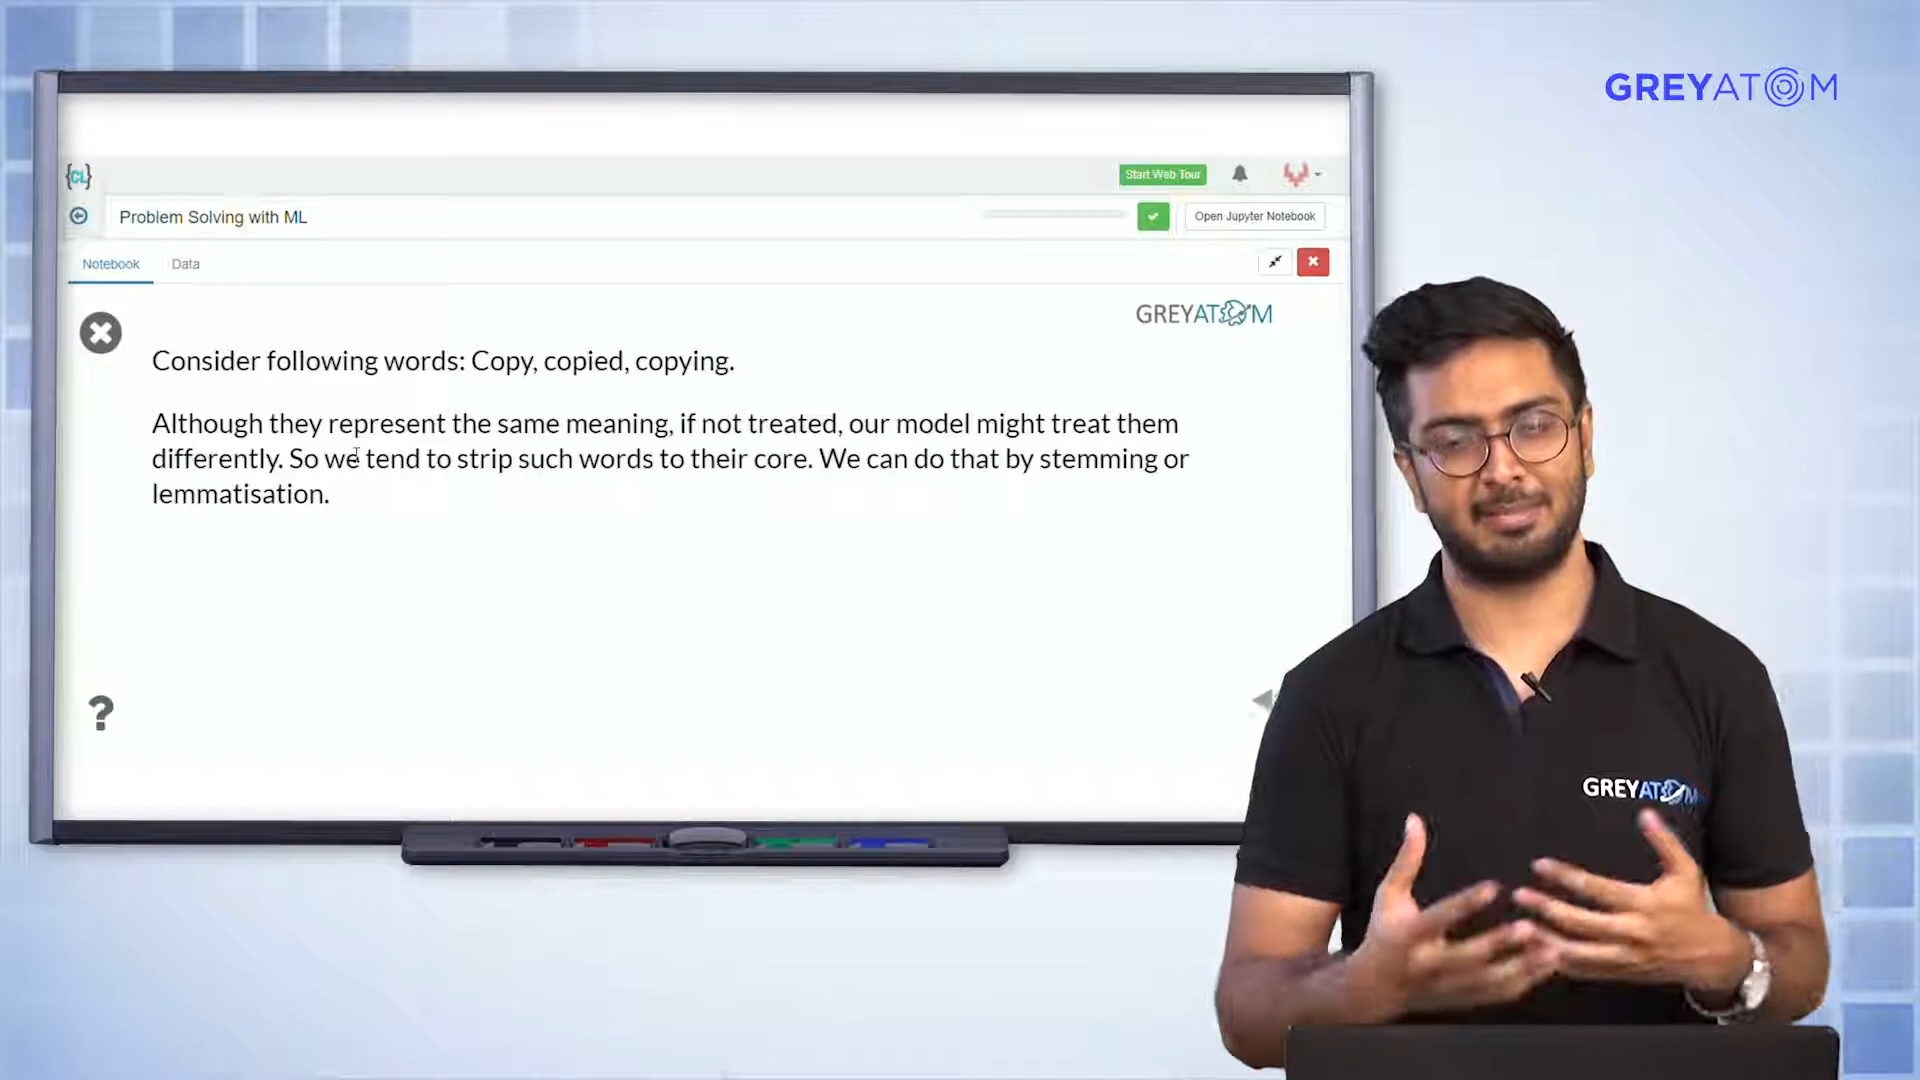 GREYATOM
{CL}
Start Web Tour
Problem Solving with ML
Open Jupyter Notebook
Notebook Data
GREYATOM
Consider following words: Copy, copied, copying.
Although they represent the same meaning, if not treated, our model might treat them
differently. So we tend to strip such words to their core. We can do that by stemming or
lemmatisation.
?
GREYATOM